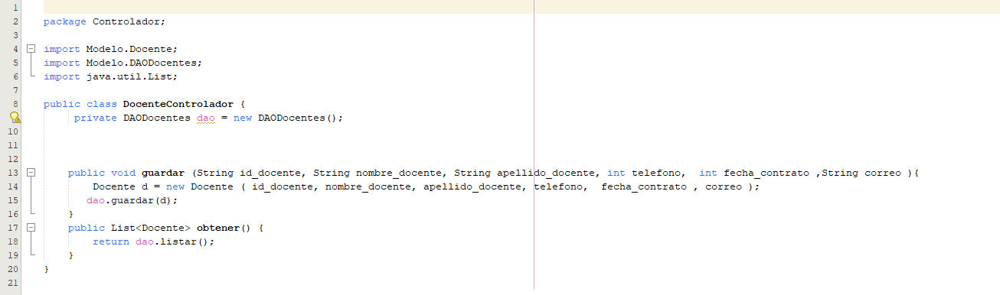 1
2 package Controlador;
3
4 import Modelo.Docente;
5 import Modelo.DAODocentes;
6 import java.util.List;
7
8 public class DocenteControlador {
private DAODocentes dao = new DAODocentes();
10
11
12
13 public void guardar (String id_docente, String nombre_docente, String apellido_docente, int telefono,  int fecha_contrato ,String correo ){
14 Docente d = new Docente ( id_docente, nombre_docente, apellido_docente, telefono,  fecha_contrato , correo );
15 dao.guardar(d);
16 }
17 public List<Docente> obtener() {
18 return dao.listar();
19 }
20 }
21